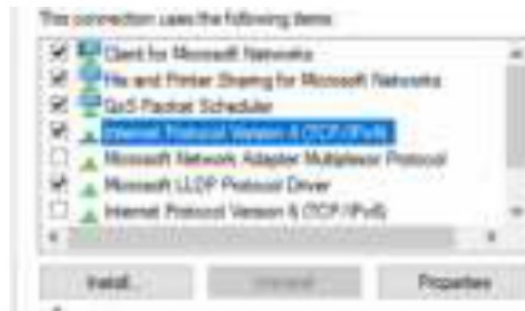 This connection uses the following items:
Client for Microsoft Networks
File and Printer Sharing for Microsoft Networks
QoS Packet Scheduler
Internet Protocol Version 4 (TCP/IPv4)
Microsoft Network Adapter Multiplexor Protocol
Microsoft LLDP Protocol Driver
Internet Protocol Version 6 (TCP/IPv6)
Install...
Uninstall
Properties